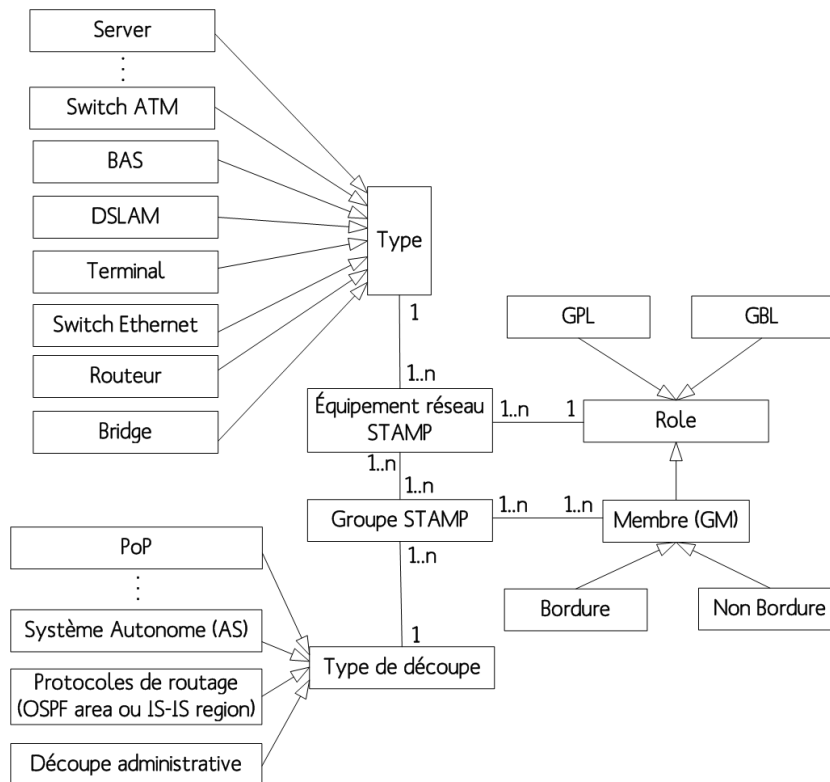 Server
Switch ATM
BAS
DSLAM
Type
Terminal
Switch Ethernet
Routeur
Bridge
1
1..n
GPL
GBL
Équipement réseau
STAMP
1..n
1
Role
1..n
1..n
Groupe STAMP
1..n
1..n
Membre (GM)
1..n
Bordure
Non Bordure
PoP
Système Autonome (AS)
Protocoles de routage
(OSPF area ou IS-IS region)
Découpe administrative
1
Type de découpe